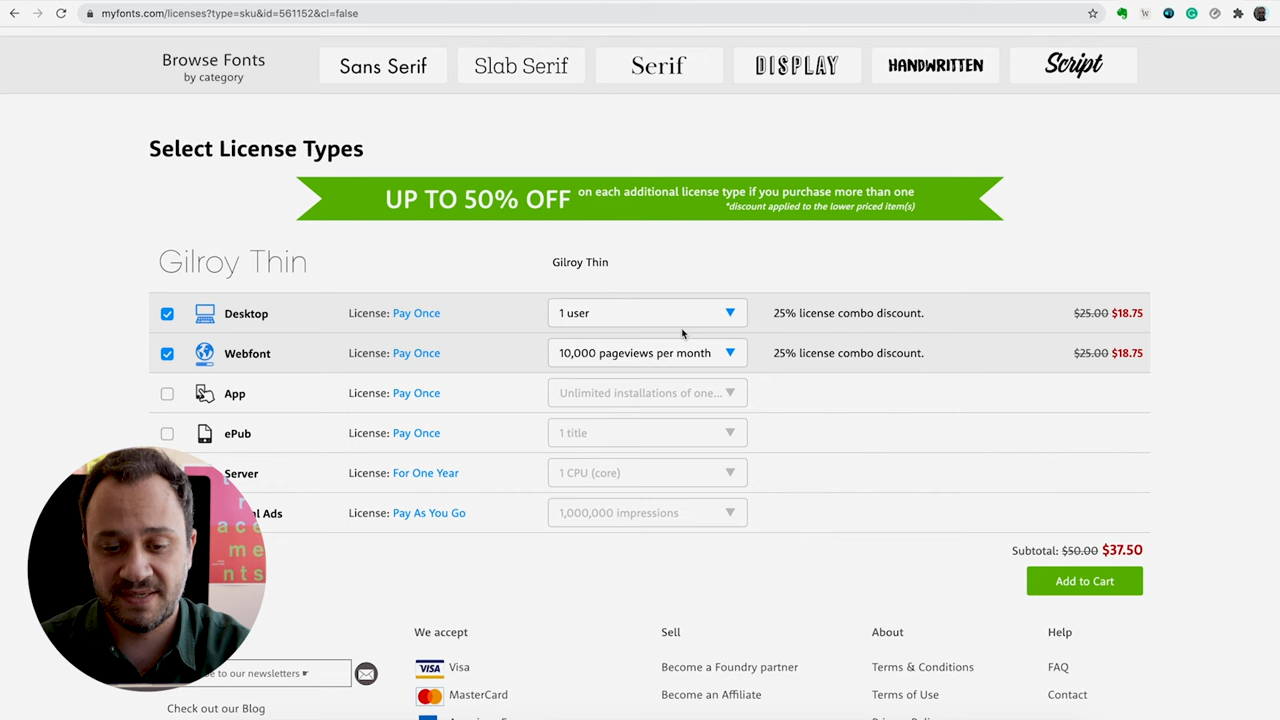 myfonts.com/licenses?type=sku&id=561152&cl=false
Browse Fonts
by category
Sans Serif
Slab Serif
Serif
DISPLAY
HANDWRITTEN
Script
Select License Types
UP TO 50% OFF
on each additional license type if you purchase more than one
*discount applied to the lower priced item(s)
Gilroy Thin
Gilroy Thin
Desktop License: Pay Once 1 user 25% license combo discount. $25.00 $18.75
Webfont License: Pay Once 10,000 pageviews per month 25% license combo discount. $25.00 $18.75
App License: Pay Once Unlimited installations of one...
ePub License: Pay Once 1 title
Server License: For One Year 1 CPU (core)
Ads License: Pay As You Go 1,000,000 impressions
Subtotal: $50.00 $37.50
Add to Cart
t
r
a c e
m e
n t s
We accept
Sell
About
Help
to our newsletters
VISA Visa
Become a Foundry partner
Terms & Conditions
FAQ
MasterCard
Become an Affiliate
Terms of Use
Contact
Check out our Blog